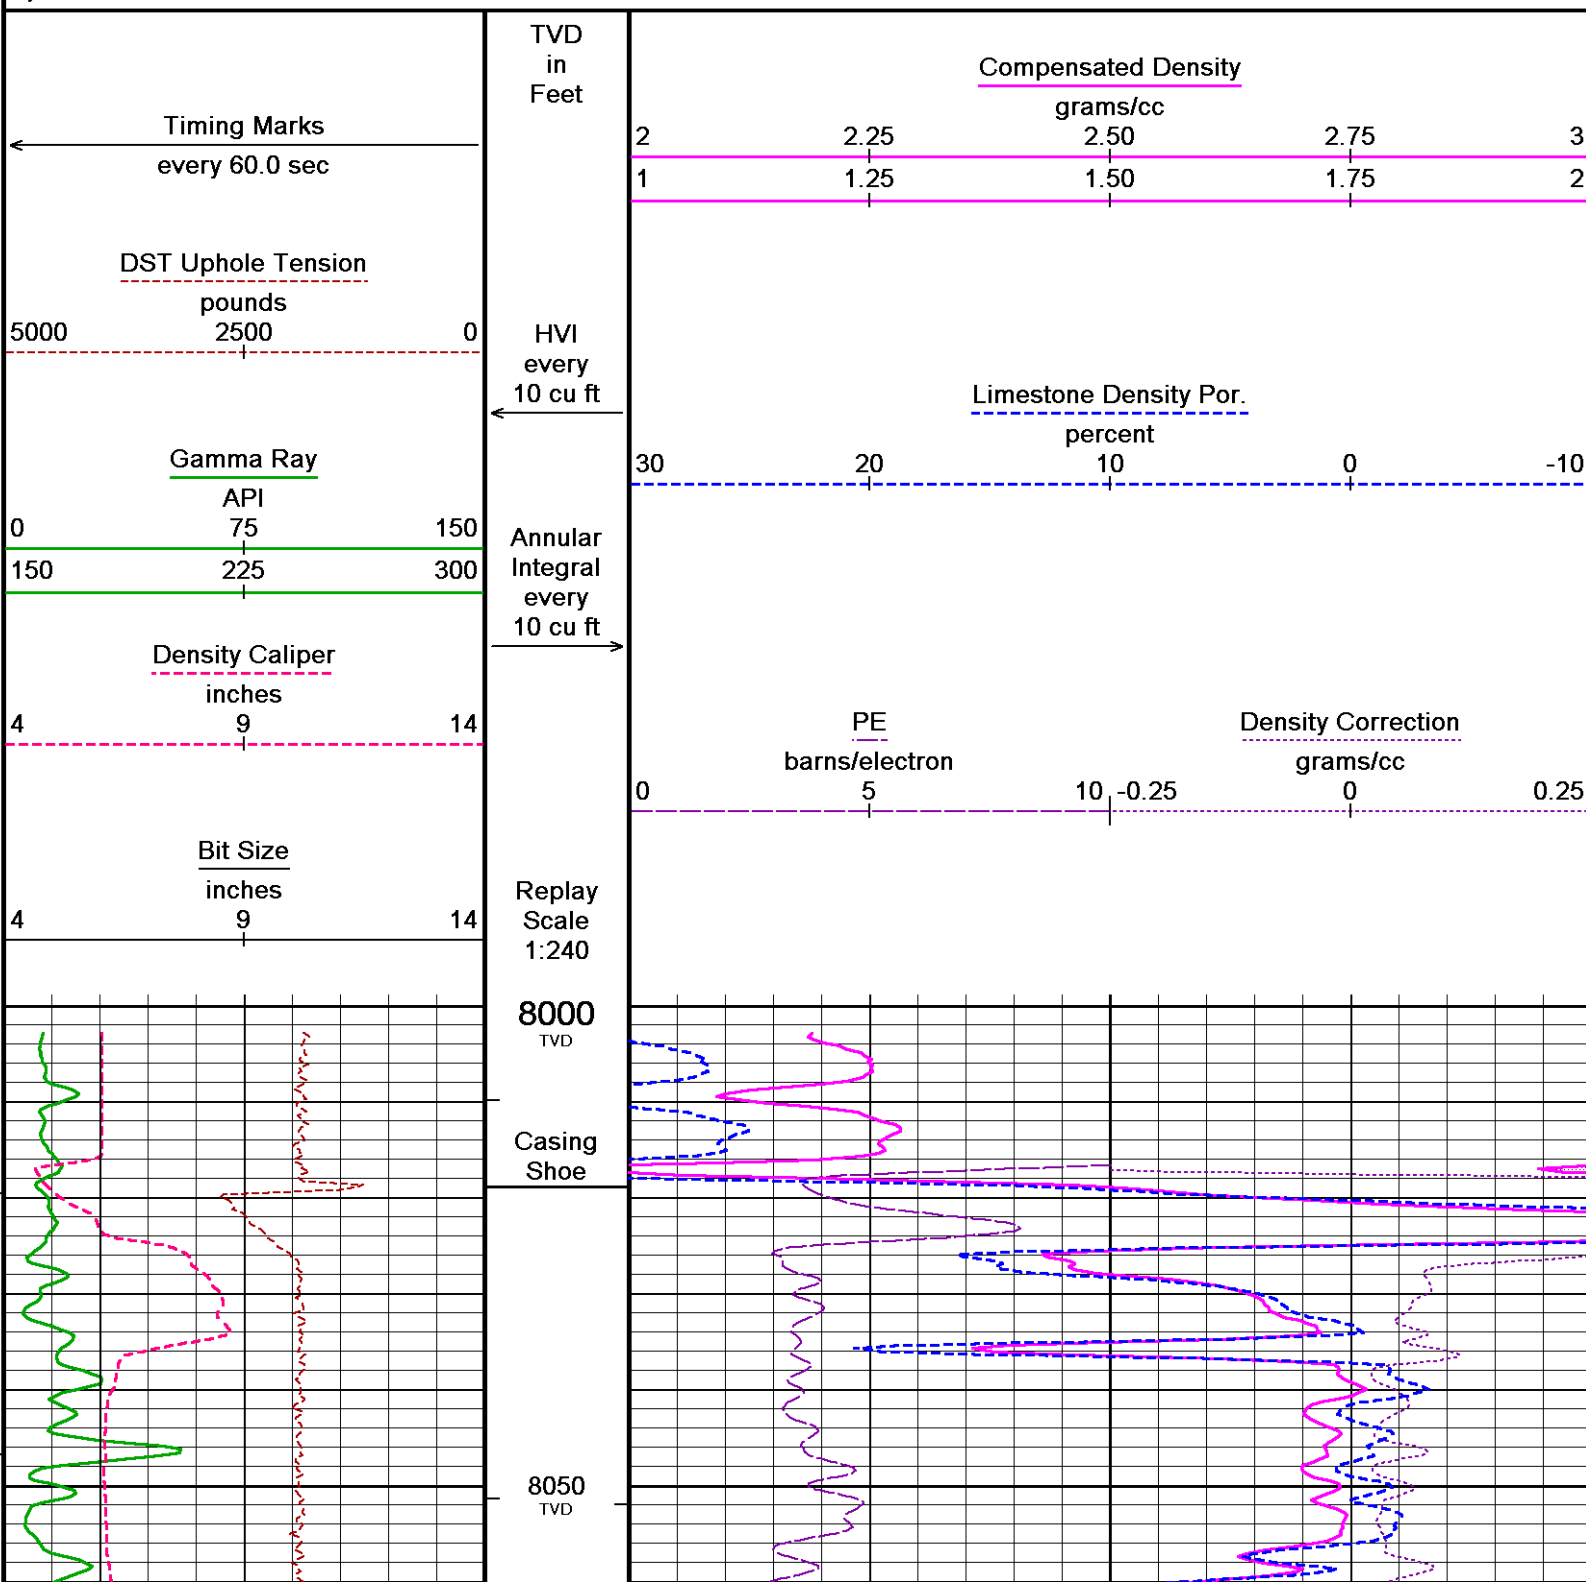 Timing Marks
every 60.0 sec
DST Uphole Tension
pounds
5000 2500 0
Gamma Ray
API
0 75 150
150 225 300
Density Caliper
inches
4 9 14
Bit Size
inches
4 9 14
TVD
in
Feet
HVI
every
10 cu ft
Annular
Integral
every
10 cu ft
Replay
Scale
1:240
8000
TVD
Casing
Shoe
8050
TVD
Compensated Density
grams/cc
2 2.25 2.50 2.75 3
1 1.25 1.50 1.75 2
Limestone Density Por.
percent
30 20 10 0 -10
PE
barns/electron
0 5 10
Density Correction
grams/cc
-0.25 0 0.25